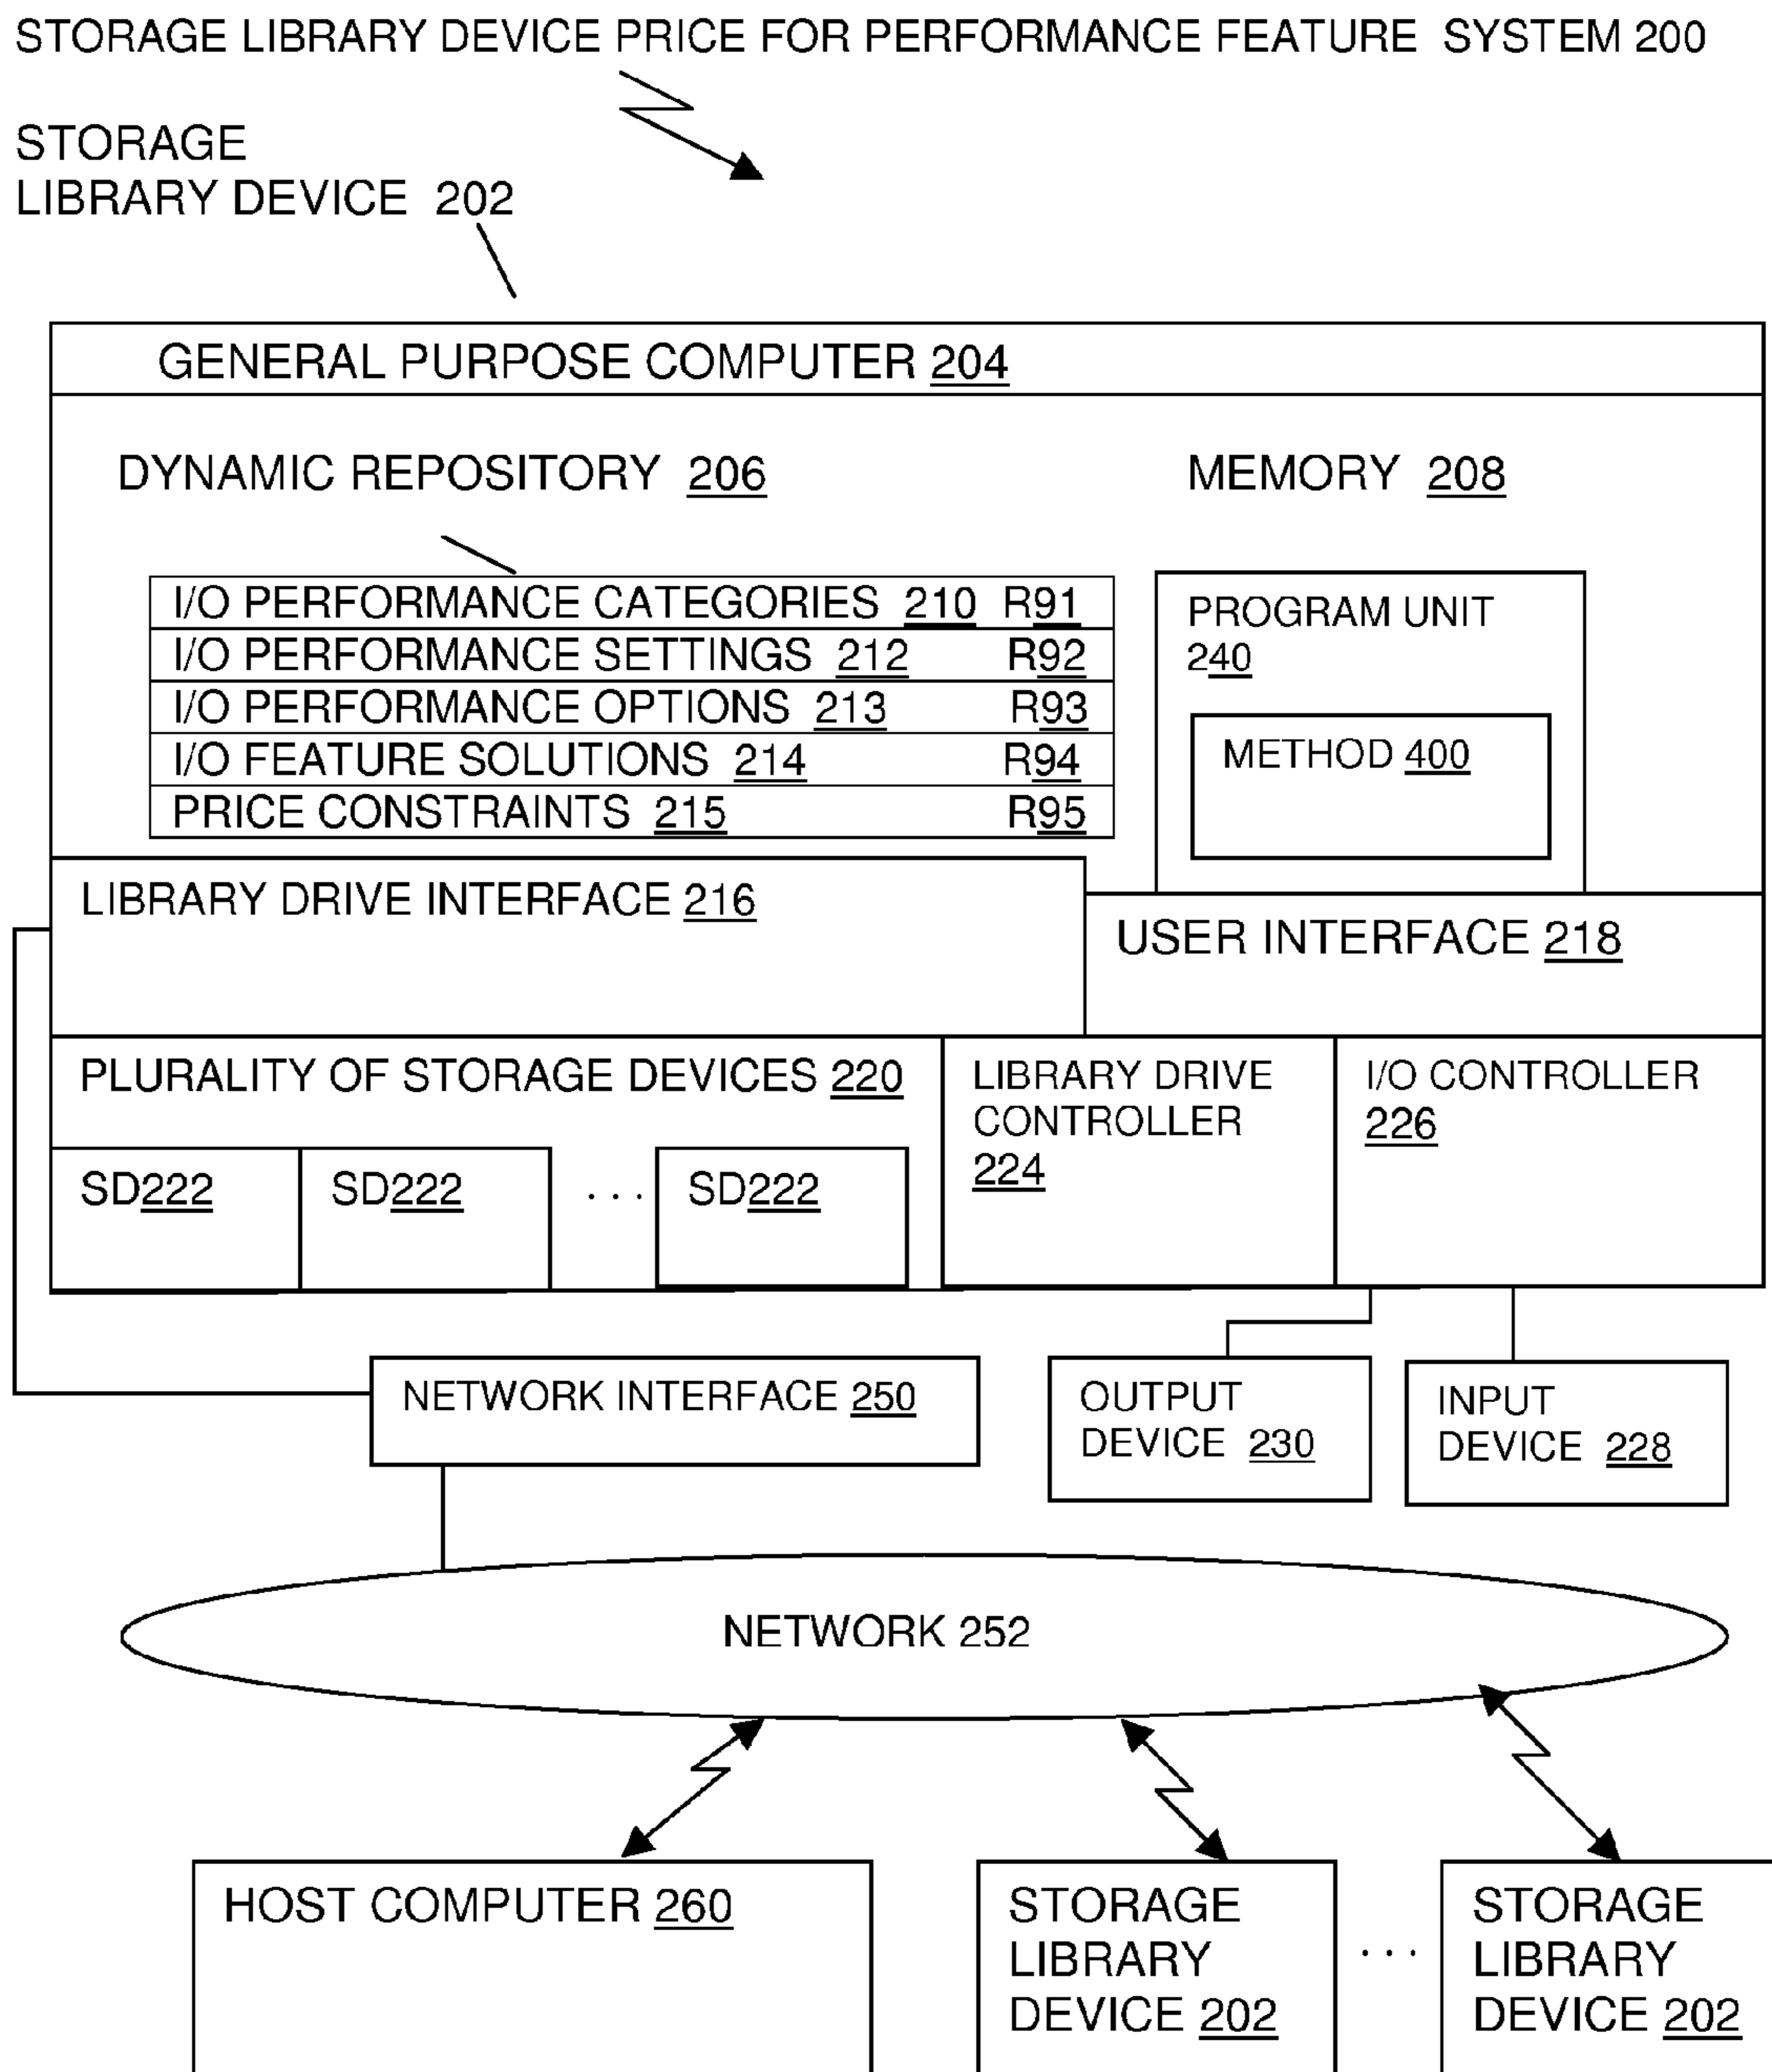 STORAGE LIBRARY DEVICE PRICE FOR PERFORMANCE FEATURE SYSTEM 200
STORAGE
LIBRARY DEVICE 202
GENERAL PURPOSE COMPUTER 204
DYNAMIC REPOSITORY 206
MEMORY 208
I/O PERFORMANCE CATEGORIES 210 R91
I/O PERFORMANCE SETTINGS 212 R92
I/O PERFORMANCE OPTIONS 213 R93
I/O FEATURE SOLUTIONS 214 R94
PRICE CONSTRAINTS 215 R95
PROGRAM UNIT
240
METHOD 400
LIBRARY DRIVE INTERFACE 216
USER INTERFACE 218
PLURALITY OF STORAGE DEVICES 220
SD222
SD222
. . .
SD222
LIBRARY DRIVE
CONTROLLER
224
I/O CONTROLLER
226
NETWORK INTERFACE 250
OUTPUT
DEVICE 230
INPUT
DEVICE 228
NETWORK 252
HOST COMPUTER 260
STORAGE
LIBRARY
DEVICE 202
. . .
STORAGE
LIBRARY
DEVICE 202